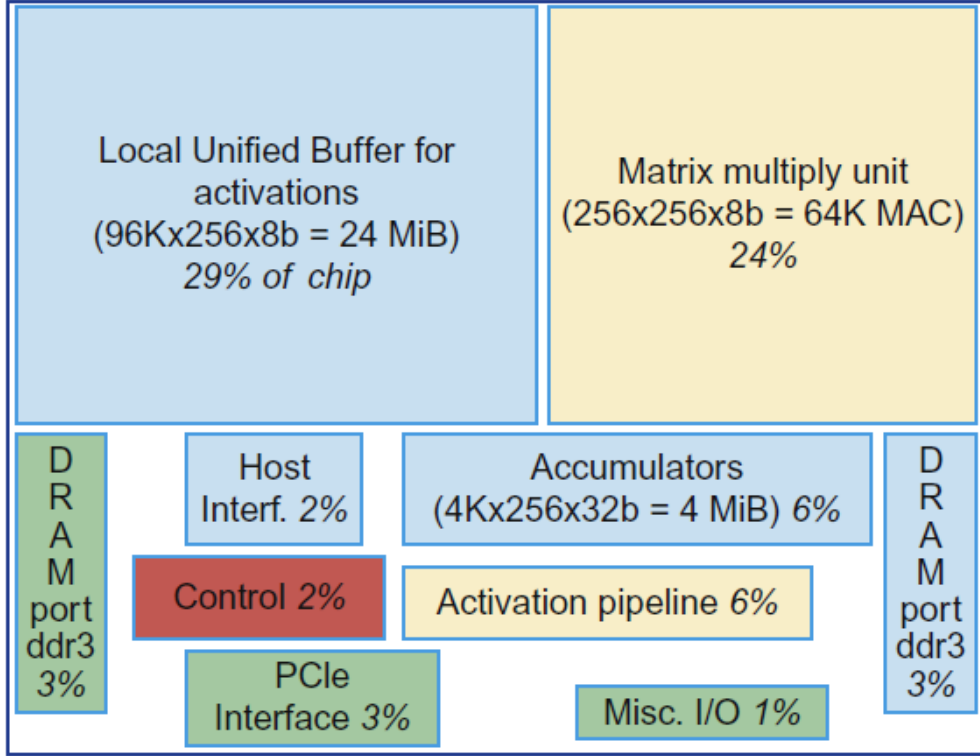 Local Unified Buffer for
activations
(96Kx256x8b = 24 MiB)
29% of chip
Matrix multiply unit
(256x256x8b = 64K MAC)
24%
D
R
A
M
port
ddr3
3%
Host
Interf. 2%
Accumulators
(4Kx256x32b = 4 MiB) 6%
D
R
A
M
port
ddr3
3%
Control 2%
Activation pipeline 6%
PCIe
Interface 3%
Misc. I/O 1%